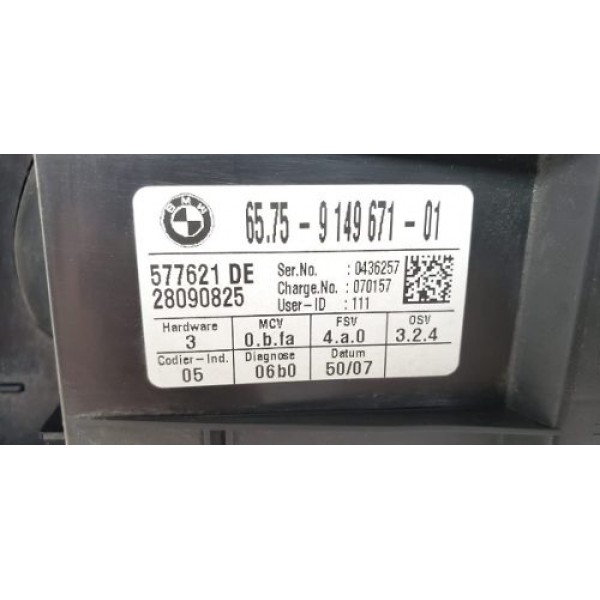 BMW
65.75 - 9 149 671 - 01
577621 DE
28090825
Ser.No. : 0436257
Charge.No. : 070157
User-ID : 111
Hardware
3
MCV
0.b.fa
FSV
4.a.0
OSV
3.2.4
Codier-Ind.
05
Diagnose
06b0
Datum
50/07